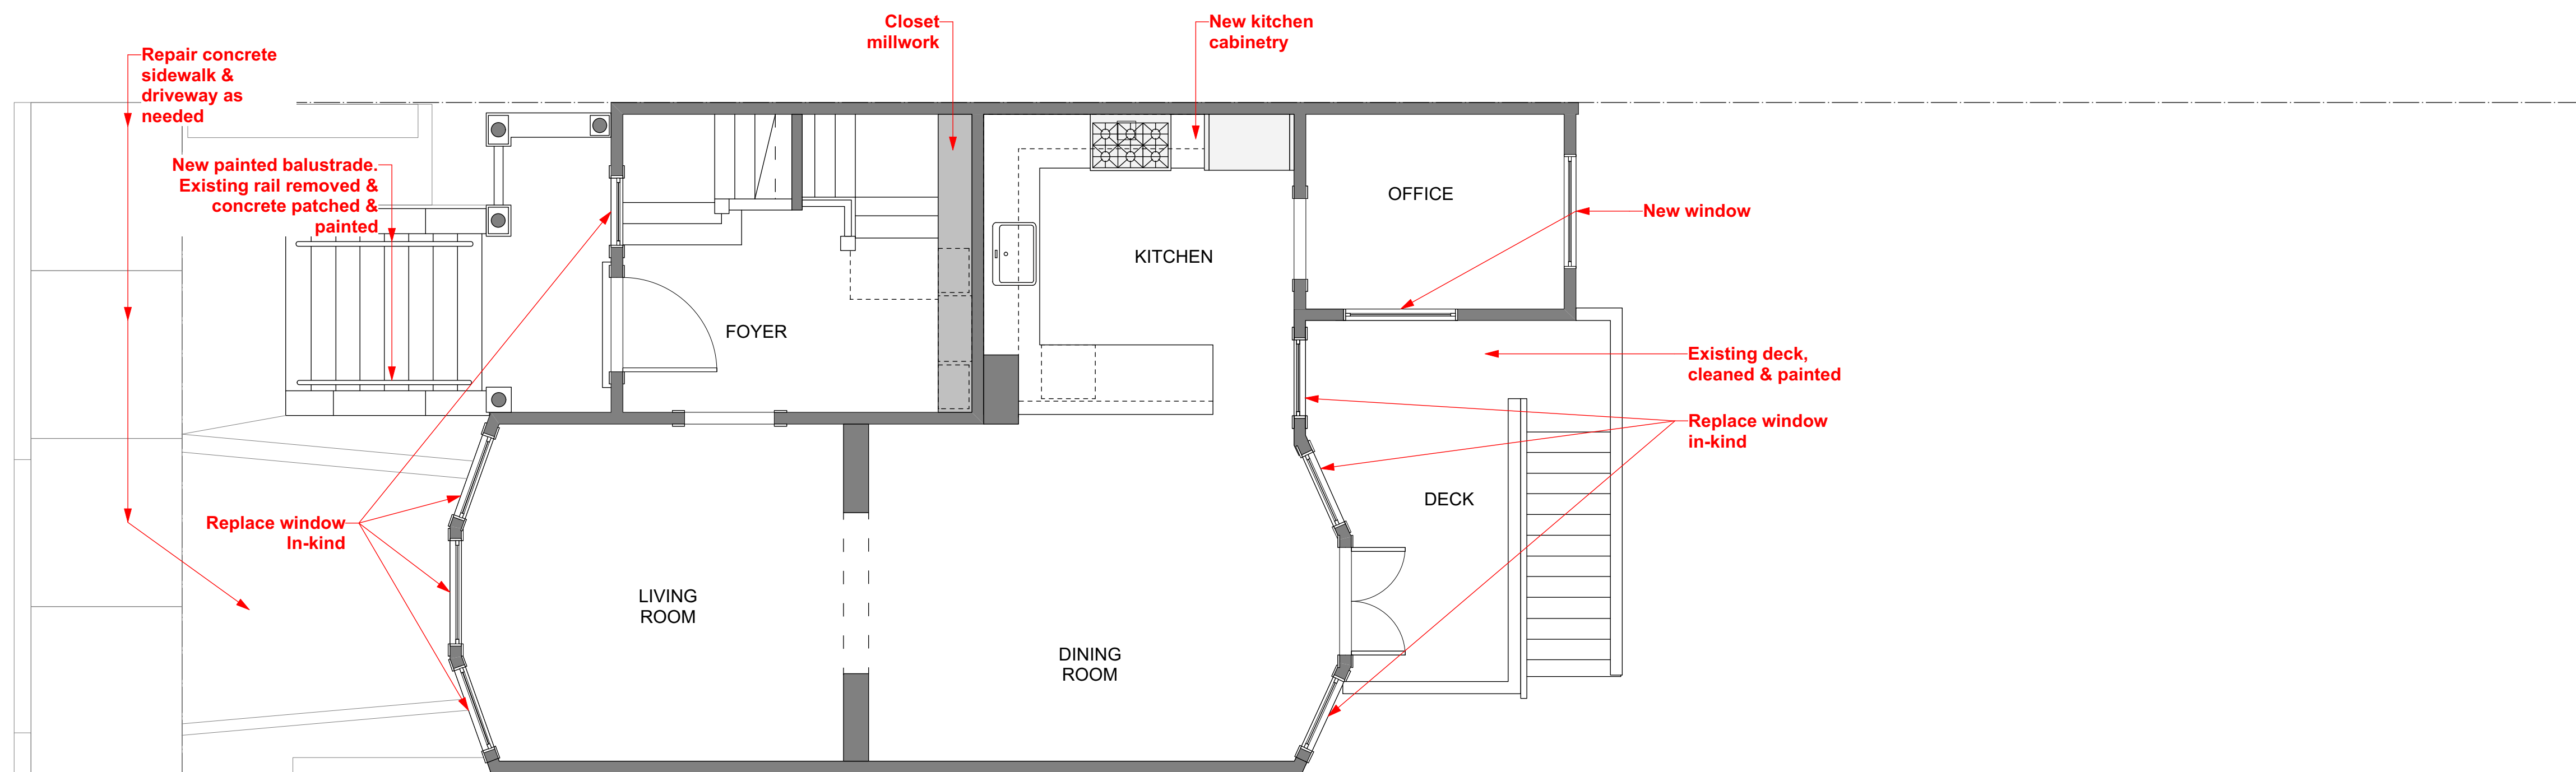 Closet
millwork
New kitchen
cabinetry
Repair concrete
sidewalk &
driveway as
needed
New painted balustrade.
Existing rail removed &
concrete patched &
painted
OFFICE
New window
KITCHEN
FOYER
Existing deck,
cleaned & painted
Replace window
in-kind
DECK
Replace window
In-kind
LIVING
ROOM
DINING
ROOM